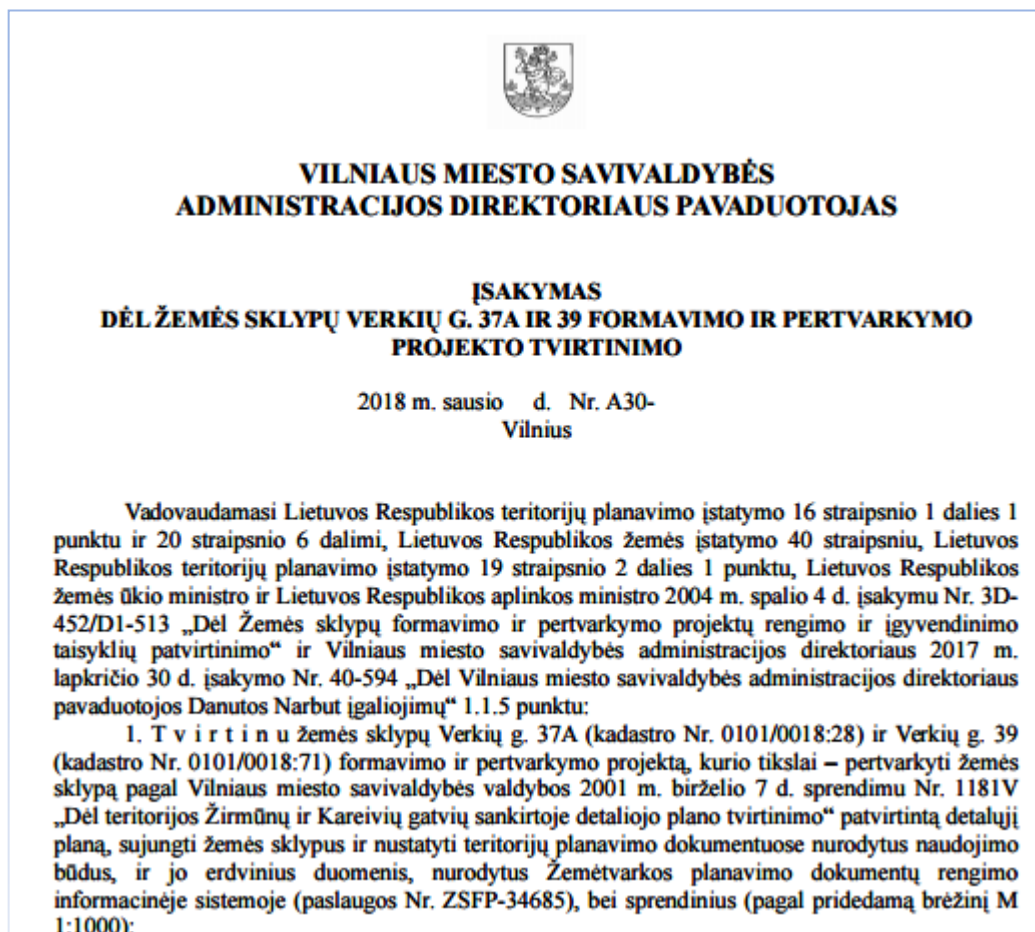 VILNIAUS MIESTO SAVIVALDYBĖS
ADMINISTRACIJOS DIREKTORIAUS PAVADUOTOJAS
ĮSAKYMAS
DĖL ŽEMĖS SKLYPŲ VERKIŲ G. 37A IR 39 FORMAVIMO IR PERTVARKYMO
PROJEKTO TVIRTINIMO
2018 m. sausio d. Nr. A30-
Vilnius
Vadovaudamasi Lietuvos Respublikos teritorijų planavimo įstatymo 16 straipsnio 1 dalies 1
punktu ir 20 straipsnio 6 dalimi, Lietuvos Respublikos žemės įstatymo 40 straipsniu, Lietuvos
Respublikos teritorijų planavimo įstatymo 19 straipsnio 2 dalies 1 punktu, Lietuvos Respublikos
žemės ūkio ministro ir Lietuvos Respublikos aplinkos ministro 2004 m. spalio 4 d. įsakymu Nr. 3D-
452/D1-513 „Dėl Žemės sklypų formavimo ir pertvarkymo projektų rengimo ir įgyvendinimo
taisyklių patvirtinimo“ ir Vilniaus miesto savivaldybės administracijos direktoriaus 2017 m.
lapkričio 30 d. įsakymo Nr. 40-594 „Dėl Vilniaus miesto savivaldybės administracijos direktoriaus
pavaduotojos Danutos Narbut įgaliojimų“ 1.1.5 punktu:
1. T v i r t i n u žemės sklypų Verkių g. 37A (kadastro Nr. 0101/0018:28) ir Verkių g. 39
(kadastro Nr. 0101/0018:71) formavimo ir pertvarkymo projektą, kurio tikslai – pertvarkyti žemės
sklypą pagal Vilniaus miesto savivaldybės valdybos 2001 m. birželio 7 d. sprendimu Nr. 1181V
„Dėl teritorijos Žirmūnų ir Kareivių gatvių sankirtoje detaliojo plano tvirtinimo“ patvirtintą detalųjį
planą, sujungti žemės sklypus ir nustatyti teritorijų planavimo dokumentuose nurodytus naudojimo
būdus, ir jo erdvinius duomenis, nurodytus Žemėtvarkos planavimo dokumentų rengimo
informacinėje sistemoje (paslaugos Nr. ZSFP-34685), bei sprendinius (pagal pridedamą brėžinį M
1:1000):